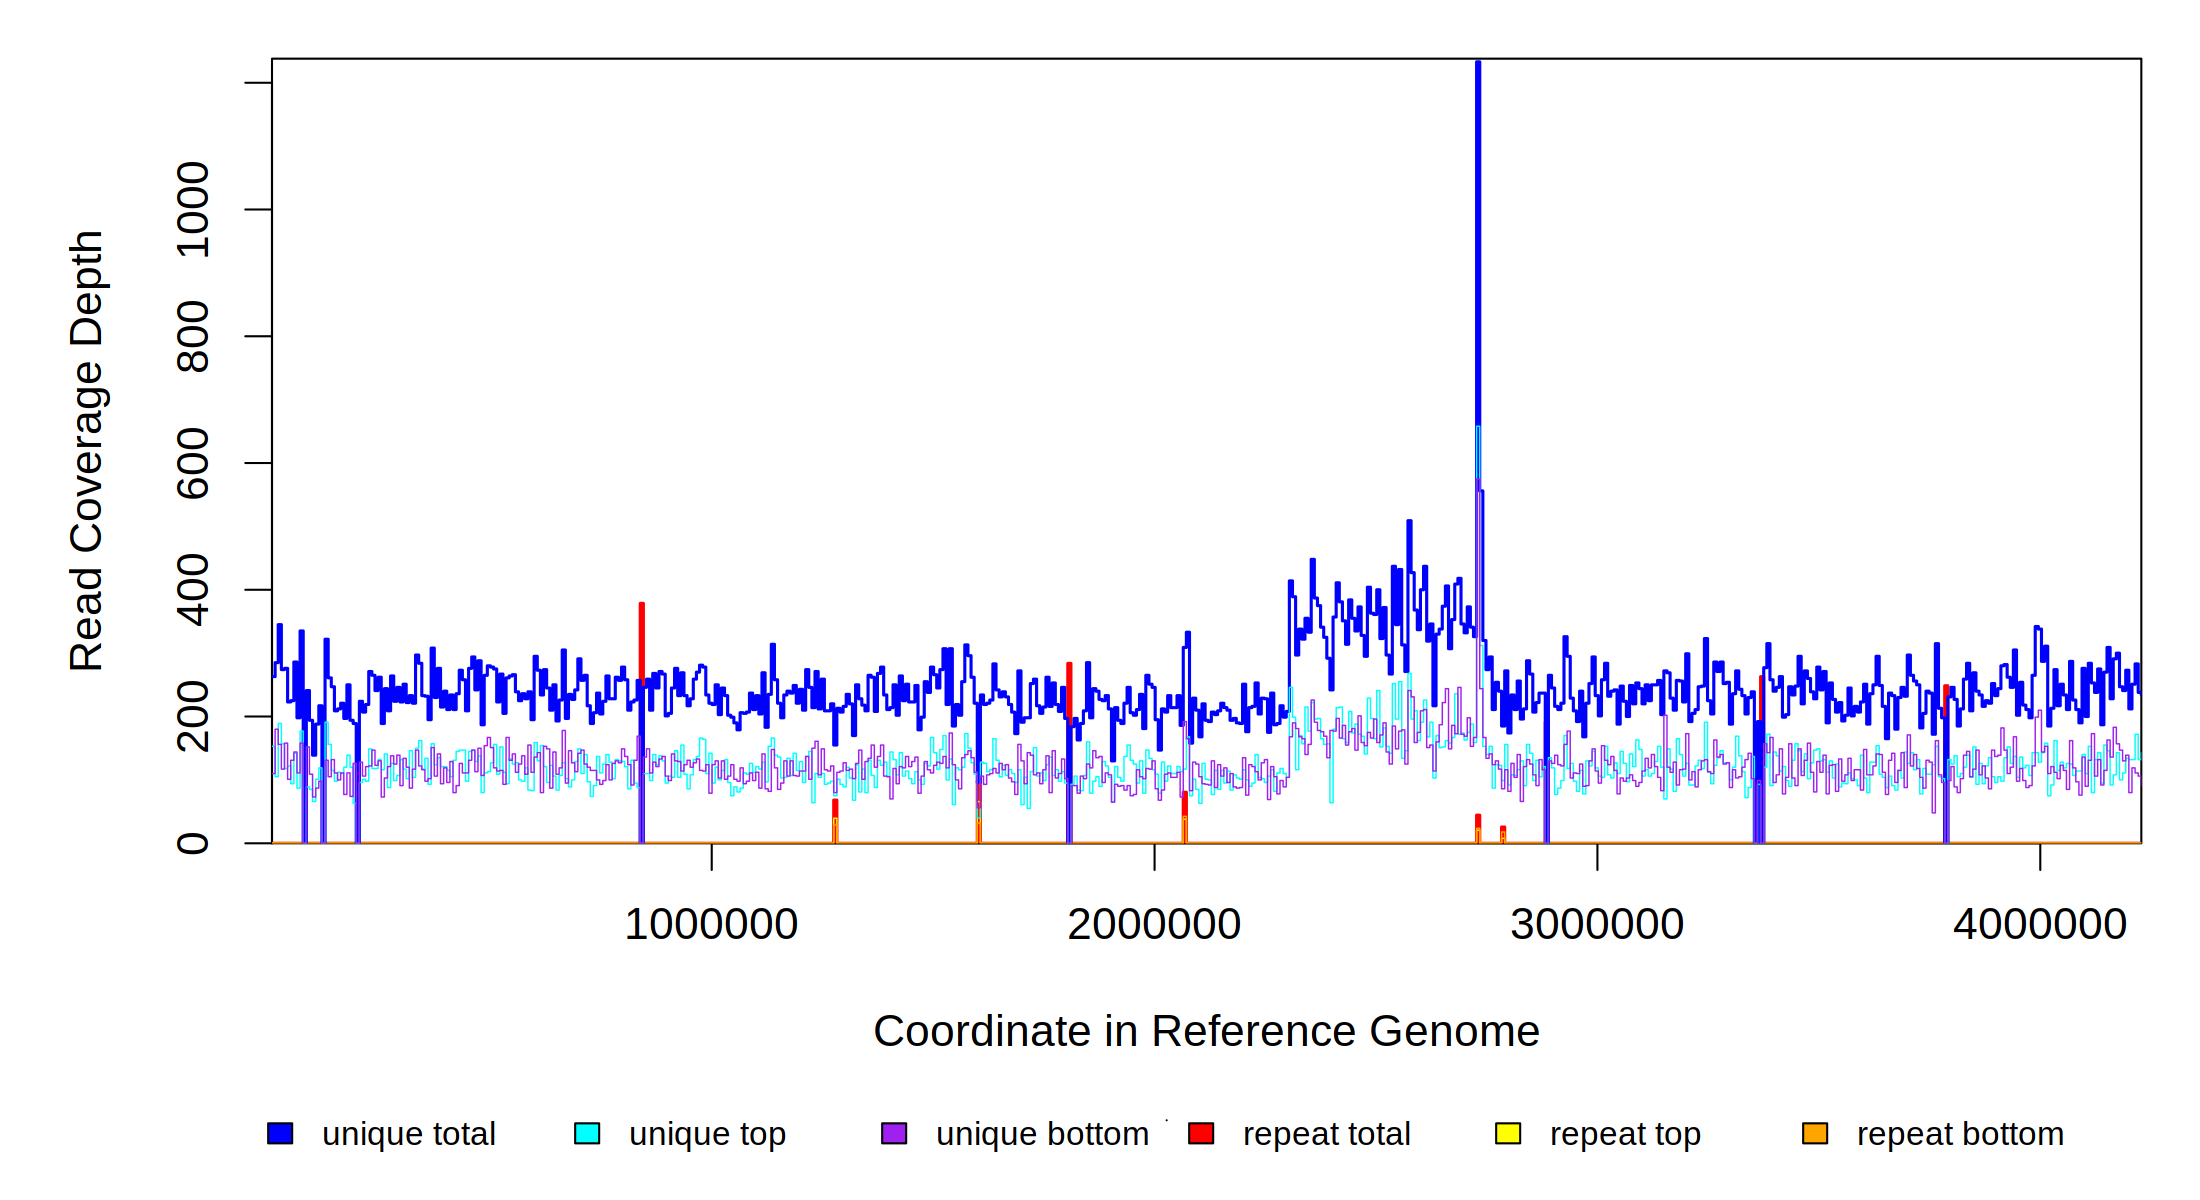 Read Coverage Depth
1000
800
600
400
200
0
1000000 2000000 3000000 4000000
Coordinate in Reference Genome
unique total unique top unique bottom repeat total repeat top repeat bottom